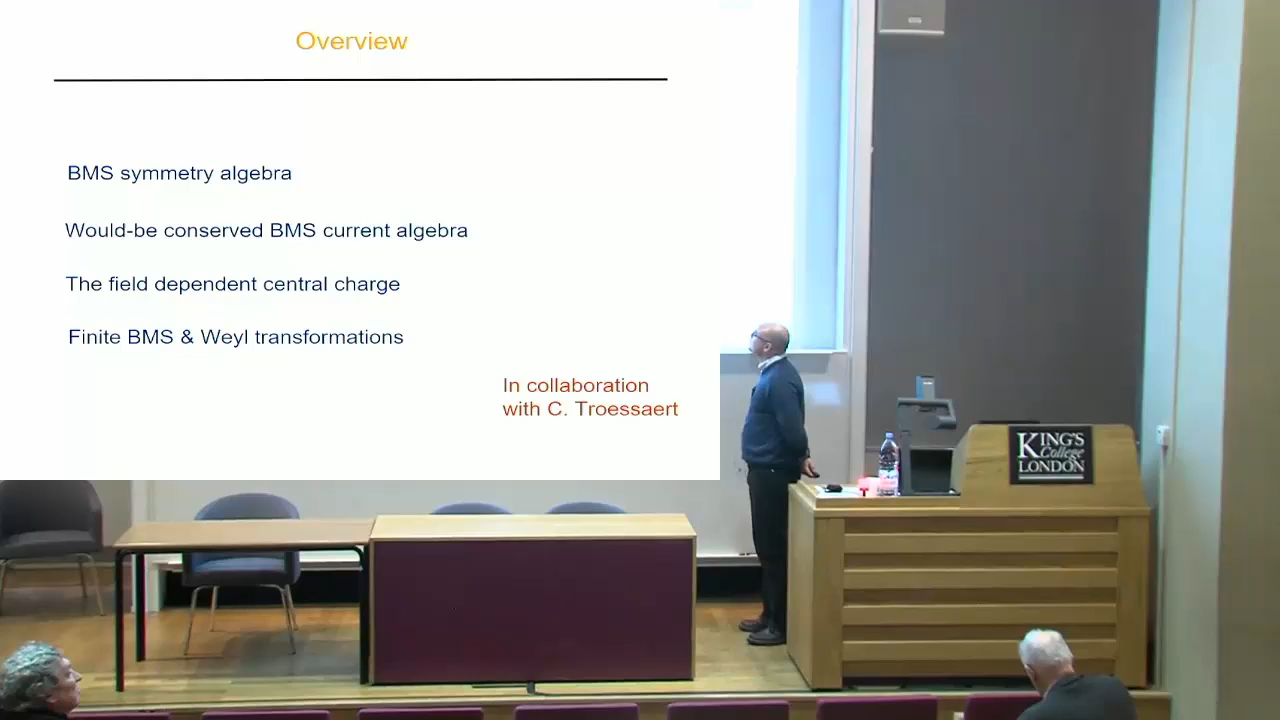 Overview
BMS symmetry algebra
Would-be conserved BMS current algebra
The field dependent central charge
Finite BMS & Weyl transformations
In collaboration
with C. Troessaert
KING'S
College
LONDON